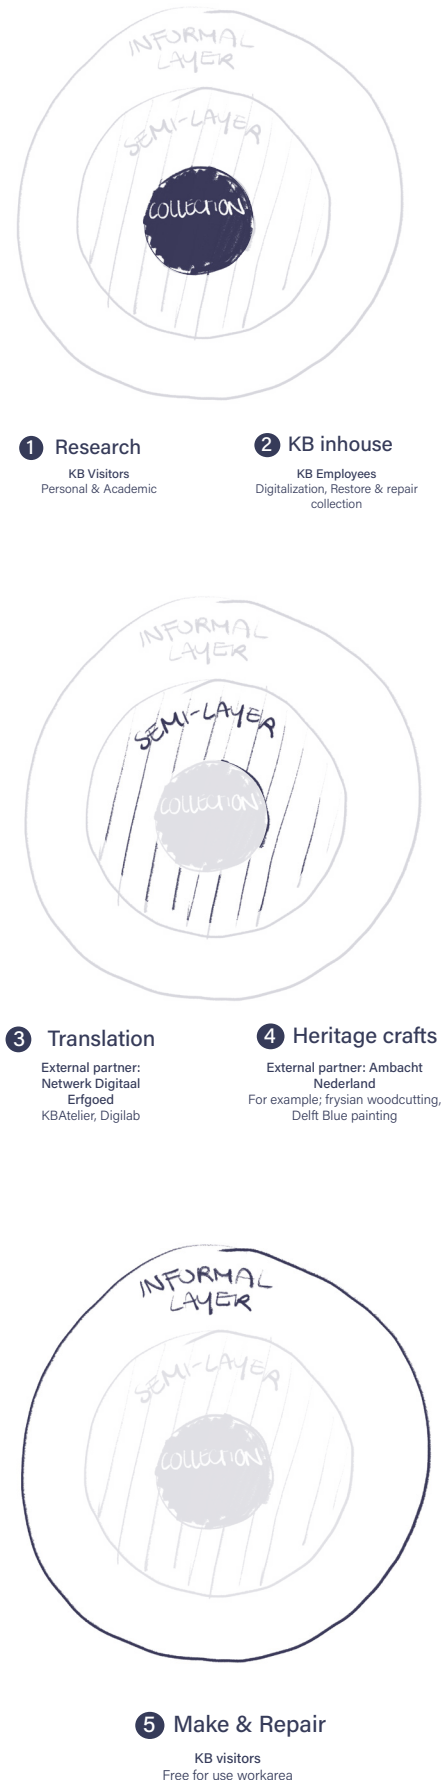 INFORMAL
LAYER
SEMI-LAYER
COLLECTION
1 Research
KB Visitors
Personal & Academic
2 KB inhouse
KB Employees
Digitalization, Restore & repair
collection
INFORMAL
LAYER
SEMI-LAYER
COLLECTION
3 Translation
External partner:
Netwerk Digitaal
Erfgoed
KBAtelier, Digilab
4 Heritage crafts
External partner: Ambacht
Nederland
For example; frysian woodcutting,
Delft Blue painting
INFORMAL
LAYER
SEMI-LAYER
COLLECTION
5 Make & Repair
KB visitors
Free for use workarea